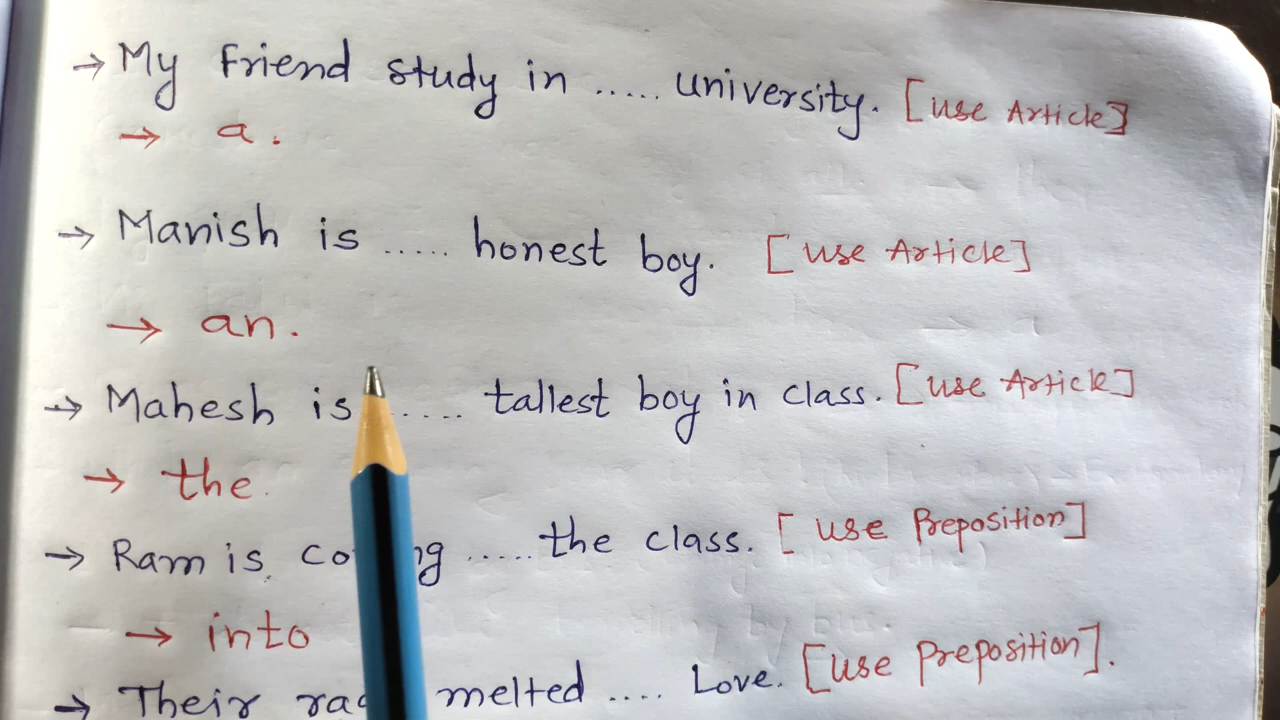 → My friend study in ..... university. [use Article]
→ a.
→ Manish is ..... honest boy. [use Article]
→ an.
→ Mahesh is ..... tallest boy in class. [use Article]
→ the.
→ Ram is ..... the class. [use Preposition]
→ into
→ Their melted .... Love. [use preposition].